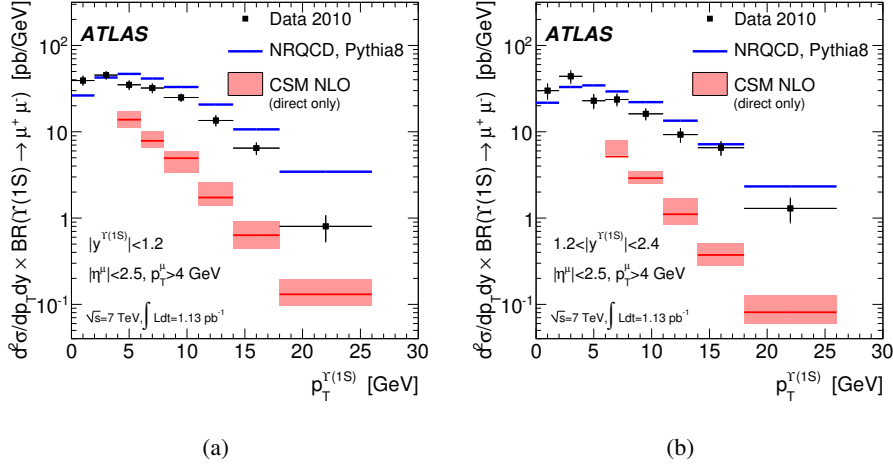 d²σ/dp_T dy × BR(ϒ(1S) → μ⁺ μ⁻) [pb/GeV]
10²
10
1
10⁻¹
ATLAS
Data 2010
NRQCD, Pythia8
CSM NLO
(direct only)
|y^ϒ(1S)|<1.2
|η^μ|<2.5, p_T^μ>4 GeV
√s=7 TeV, ∫ Ldt=1.13 pb⁻¹
0 5 10 15 20 25 30
p_T^ϒ(1S) [GeV]
(a)
d²σ/dp_T dy × BR(ϒ(1S) → μ⁺ μ⁻) [pb/GeV]
10²
10
1
10⁻¹
ATLAS
Data 2010
NRQCD, Pythia8
CSM NLO
(direct only)
1.2<|y^ϒ(1S)|<2.4
|η^μ|<2.5, p_T^μ>4 GeV
√s=7 TeV, ∫ Ldt=1.13 pb⁻¹
0 5 10 15 20 25 30
p_T^ϒ(1S) [GeV]
(b)